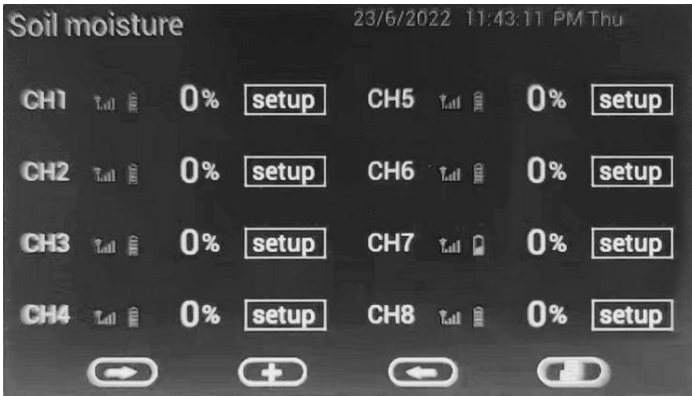 Soil moisture 23/6/2022 11:43:11 PM Thu
CH1 0% setup CH5 0% setup
CH2 0% setup CH6 0% setup
CH3 0% setup CH7 0% setup
CH4 0% setup CH8 0% setup